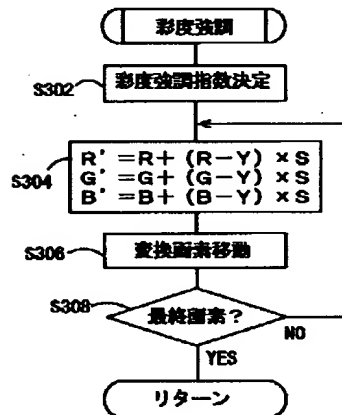 彩度強調
S302
彩度強調指数決定
S304
R' =R+ (R-Y) ×S
G' =G+ (G-Y) ×S
B' =B+ (B-Y) ×S
S306
変換画素移動
S308
最終画素?
NO
YES
リターン